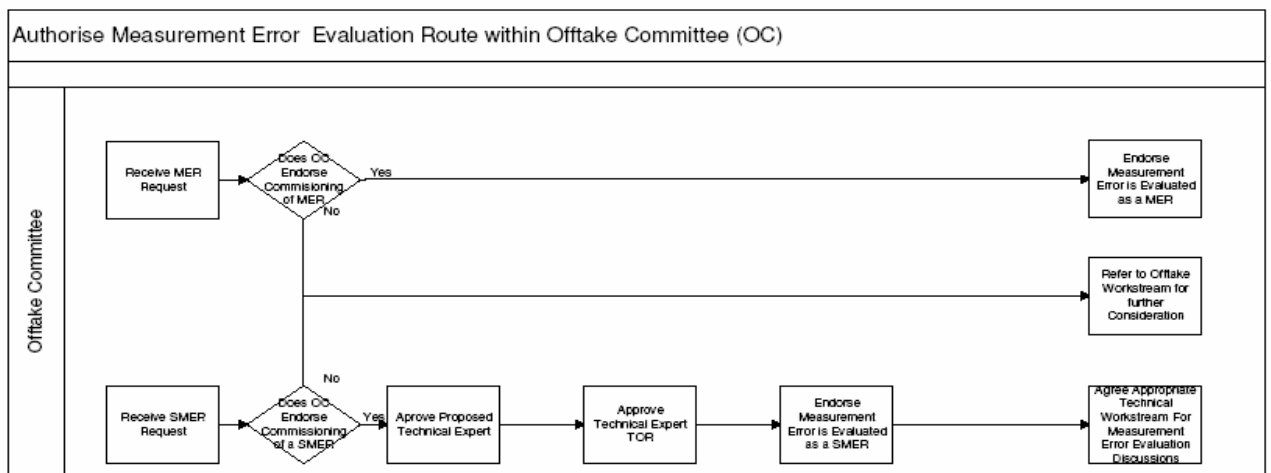 Authorise Measurement Error Evaluation Route within Offtake Committee (OC)
Offtake Committee
Receive MER
Request
Does OC
Endorse
Commisioning
of MER
Yes
No
Endorse
Measurement
Error is Evaluated
as a MER
Refer to Offtake
Workstream for
further
Consideration
No
Receive SMER
Request
Does OC
Endorse
Commissioning
of a SMER
Yes
Aprove Proposed
Technical Expert
Approve
Technical Expert
TOR
Endorse
Measurement
Error is Evaluated
as a SMER
Agree Appropriate
Technical
Workstream For
Measurement
Error Evaluation
Discussions